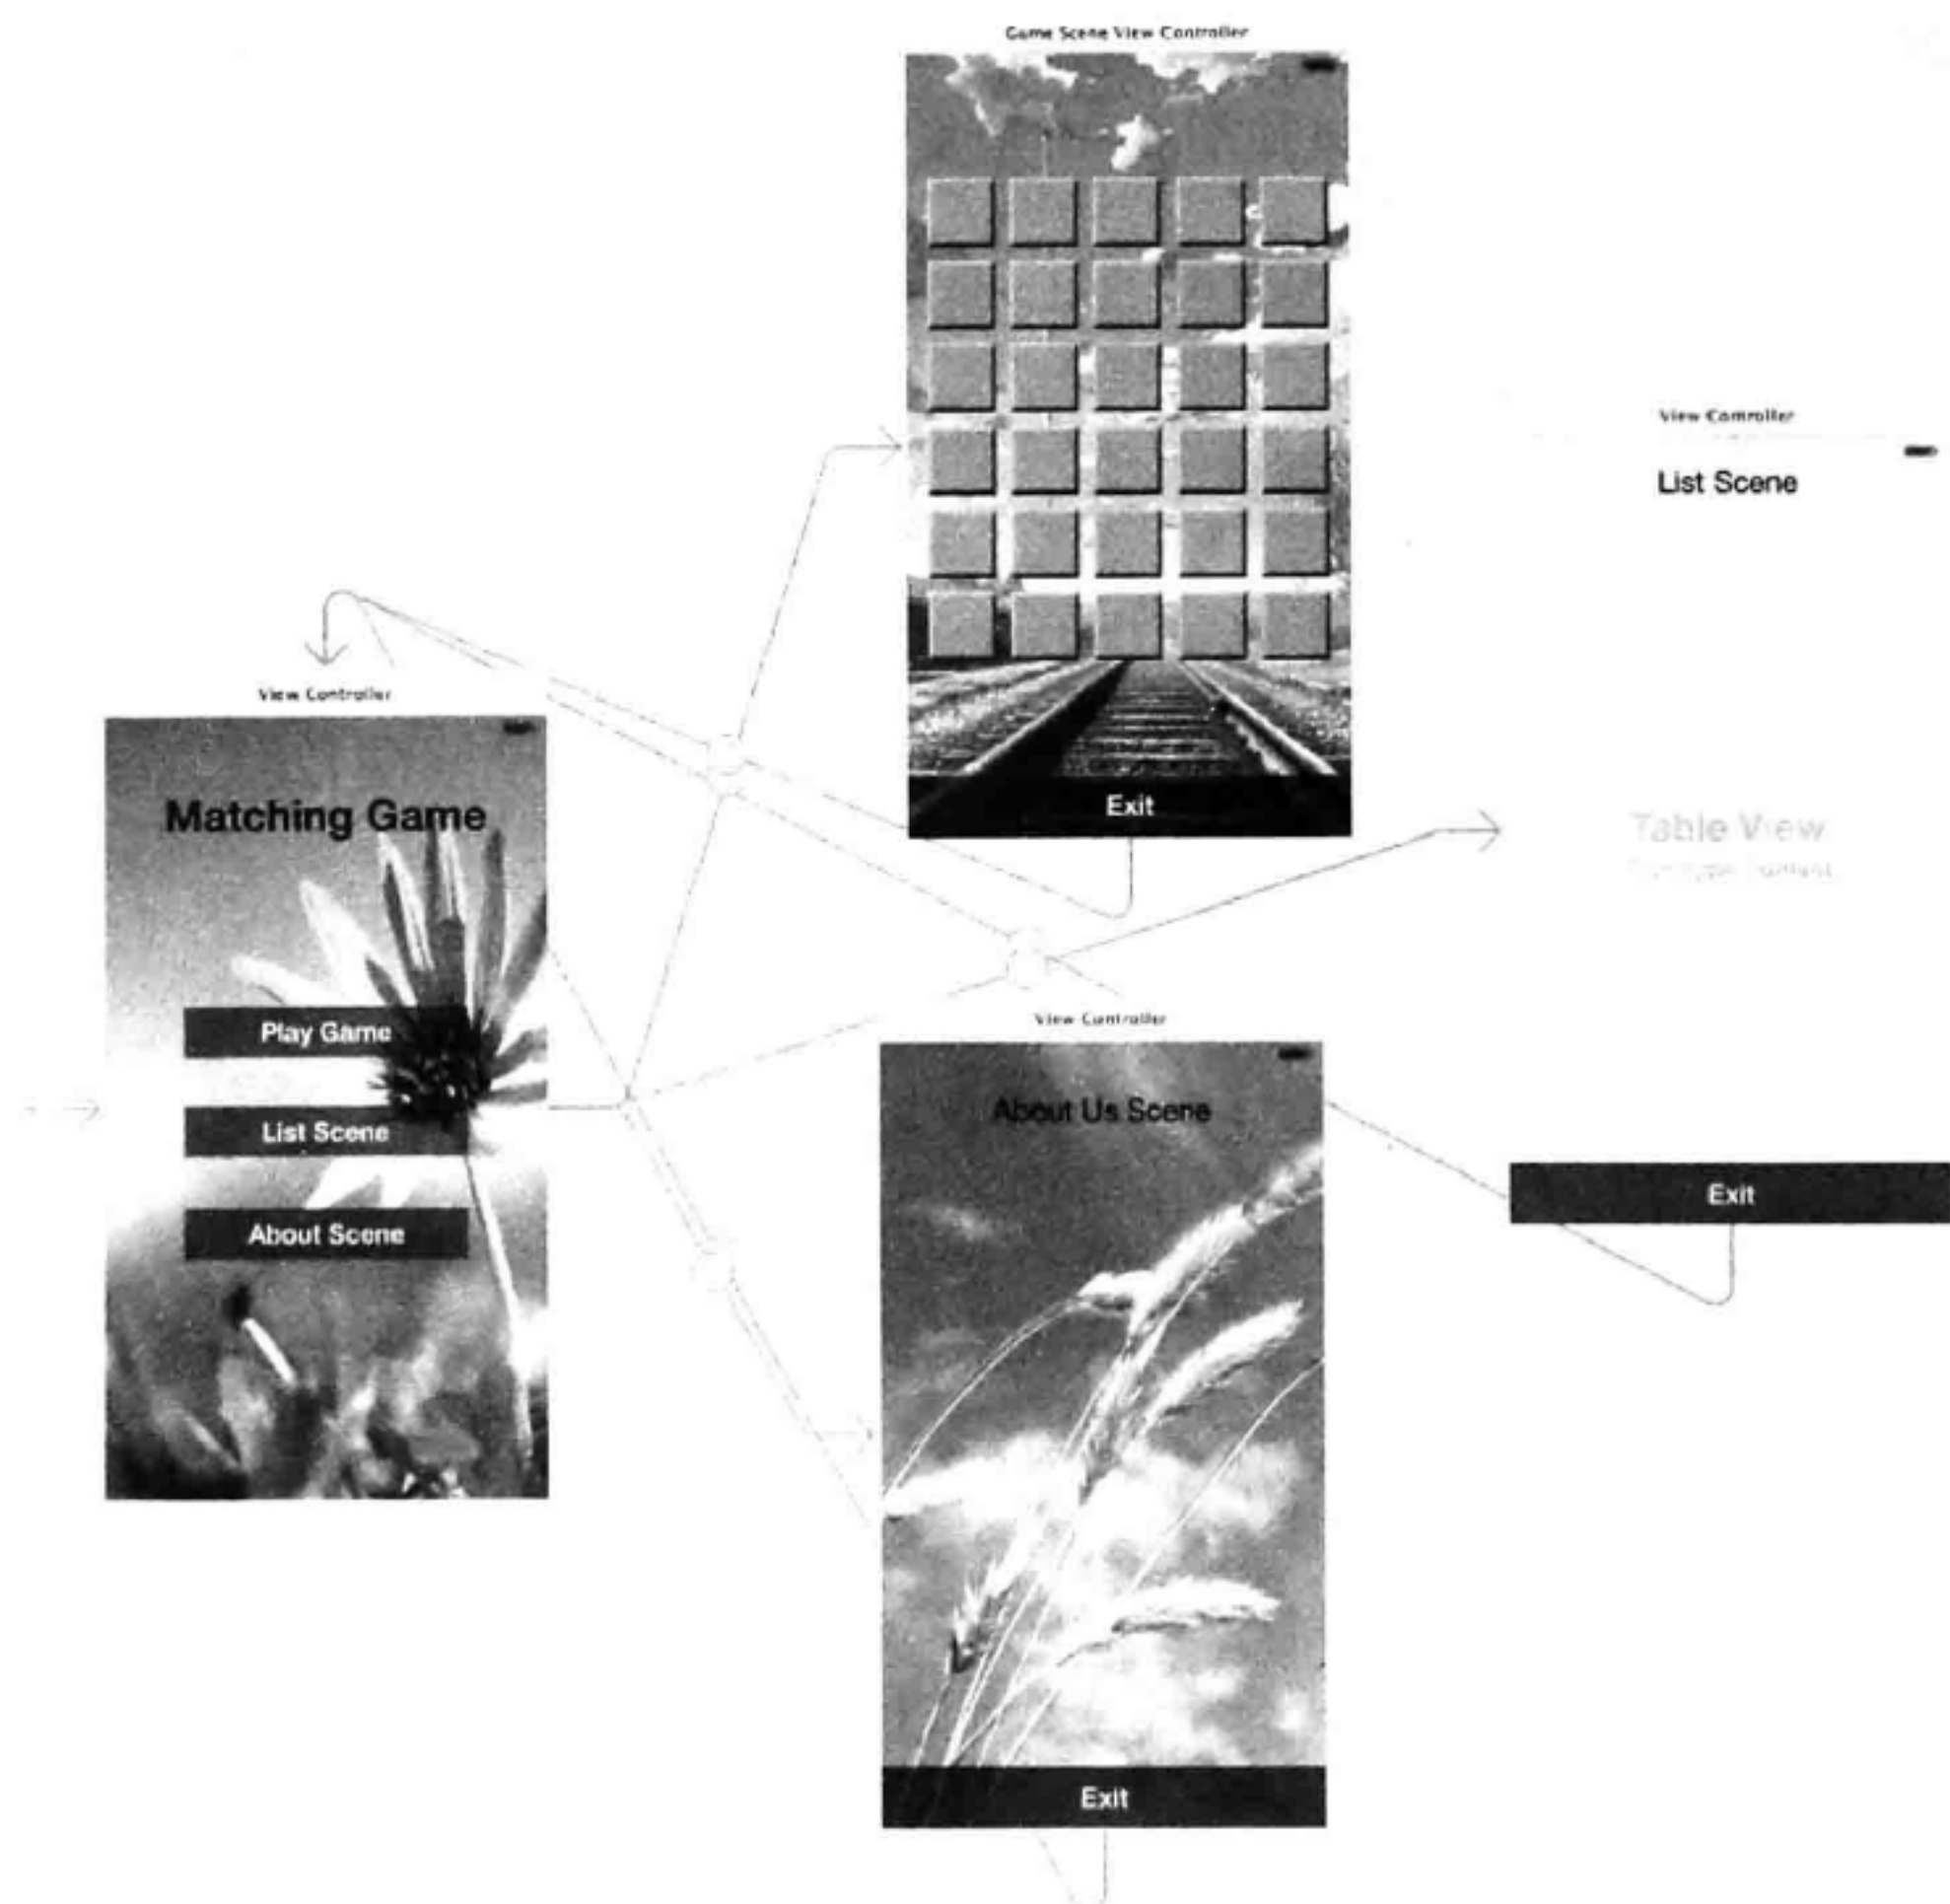 Game Scene View Controller
Exit
View Controller
List Scene
Table View
Exit
View Controller
Matching Game
Play Game
List Scene
About Scene
View Controller
About Us Scene
Exit